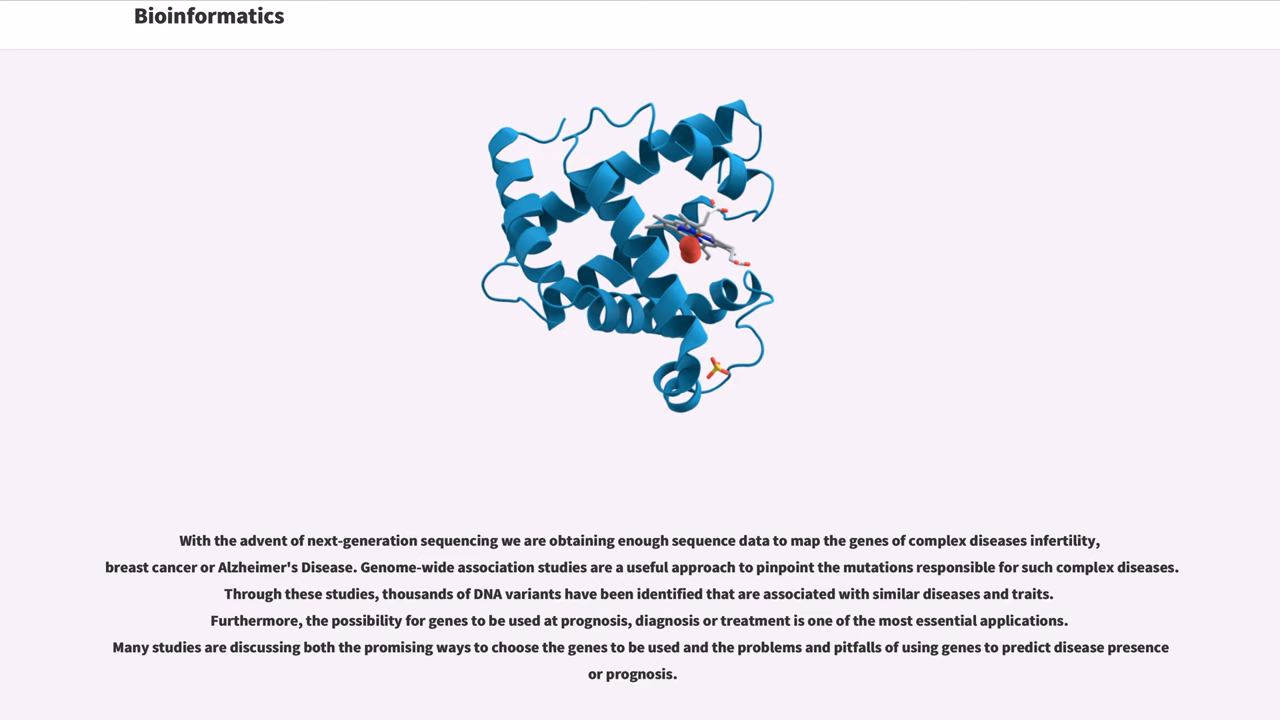 Bioinformatics
With the advent of next-generation sequencing we are obtaining enough sequence data to map the genes of complex diseases infertility,
breast cancer or Alzheimer's Disease. Genome-wide association studies are a useful approach to pinpoint the mutations responsible for such complex diseases.
Through these studies, thousands of DNA variants have been identified that are associated with similar diseases and traits.
Furthermore, the possibility for genes to be used at prognosis, diagnosis or treatment is one of the most essential applications.
Many studies are discussing both the promising ways to choose the genes to be used and the problems and pitfalls of using genes to predict disease presence
or prognosis.